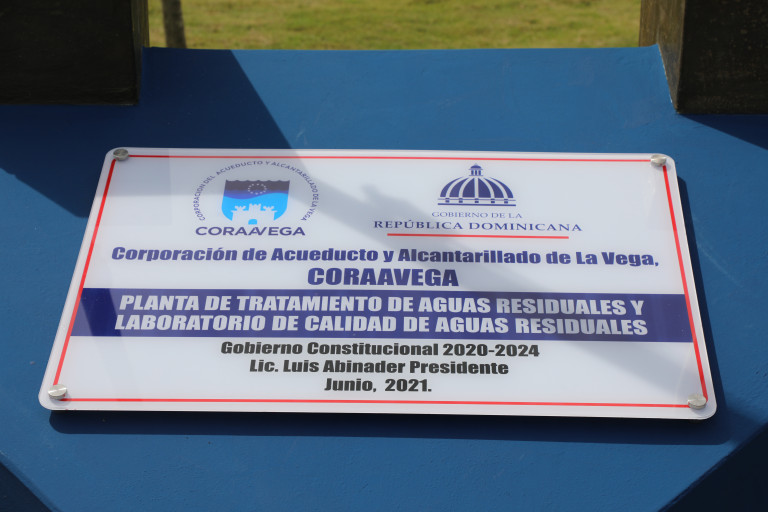 CORPORACIÓN DEL ACUEDUCTO Y ALCANTARILLADO DE LA VEGA
CORAAVEGA
GOBIERNO DE LA
REPÚBLICA DOMINICANA
Corporación de Acueducto y Alcantarillado de La Vega,
CORAAVEGA
PLANTA DE TRATAMIENTO DE AGUAS RESIDUALES Y
LABORATORIO DE CALIDAD DE AGUAS RESIDUALES
Gobierno Constitucional 2020-2024
Lic. Luis Abinader Presidente
Junio, 2021.